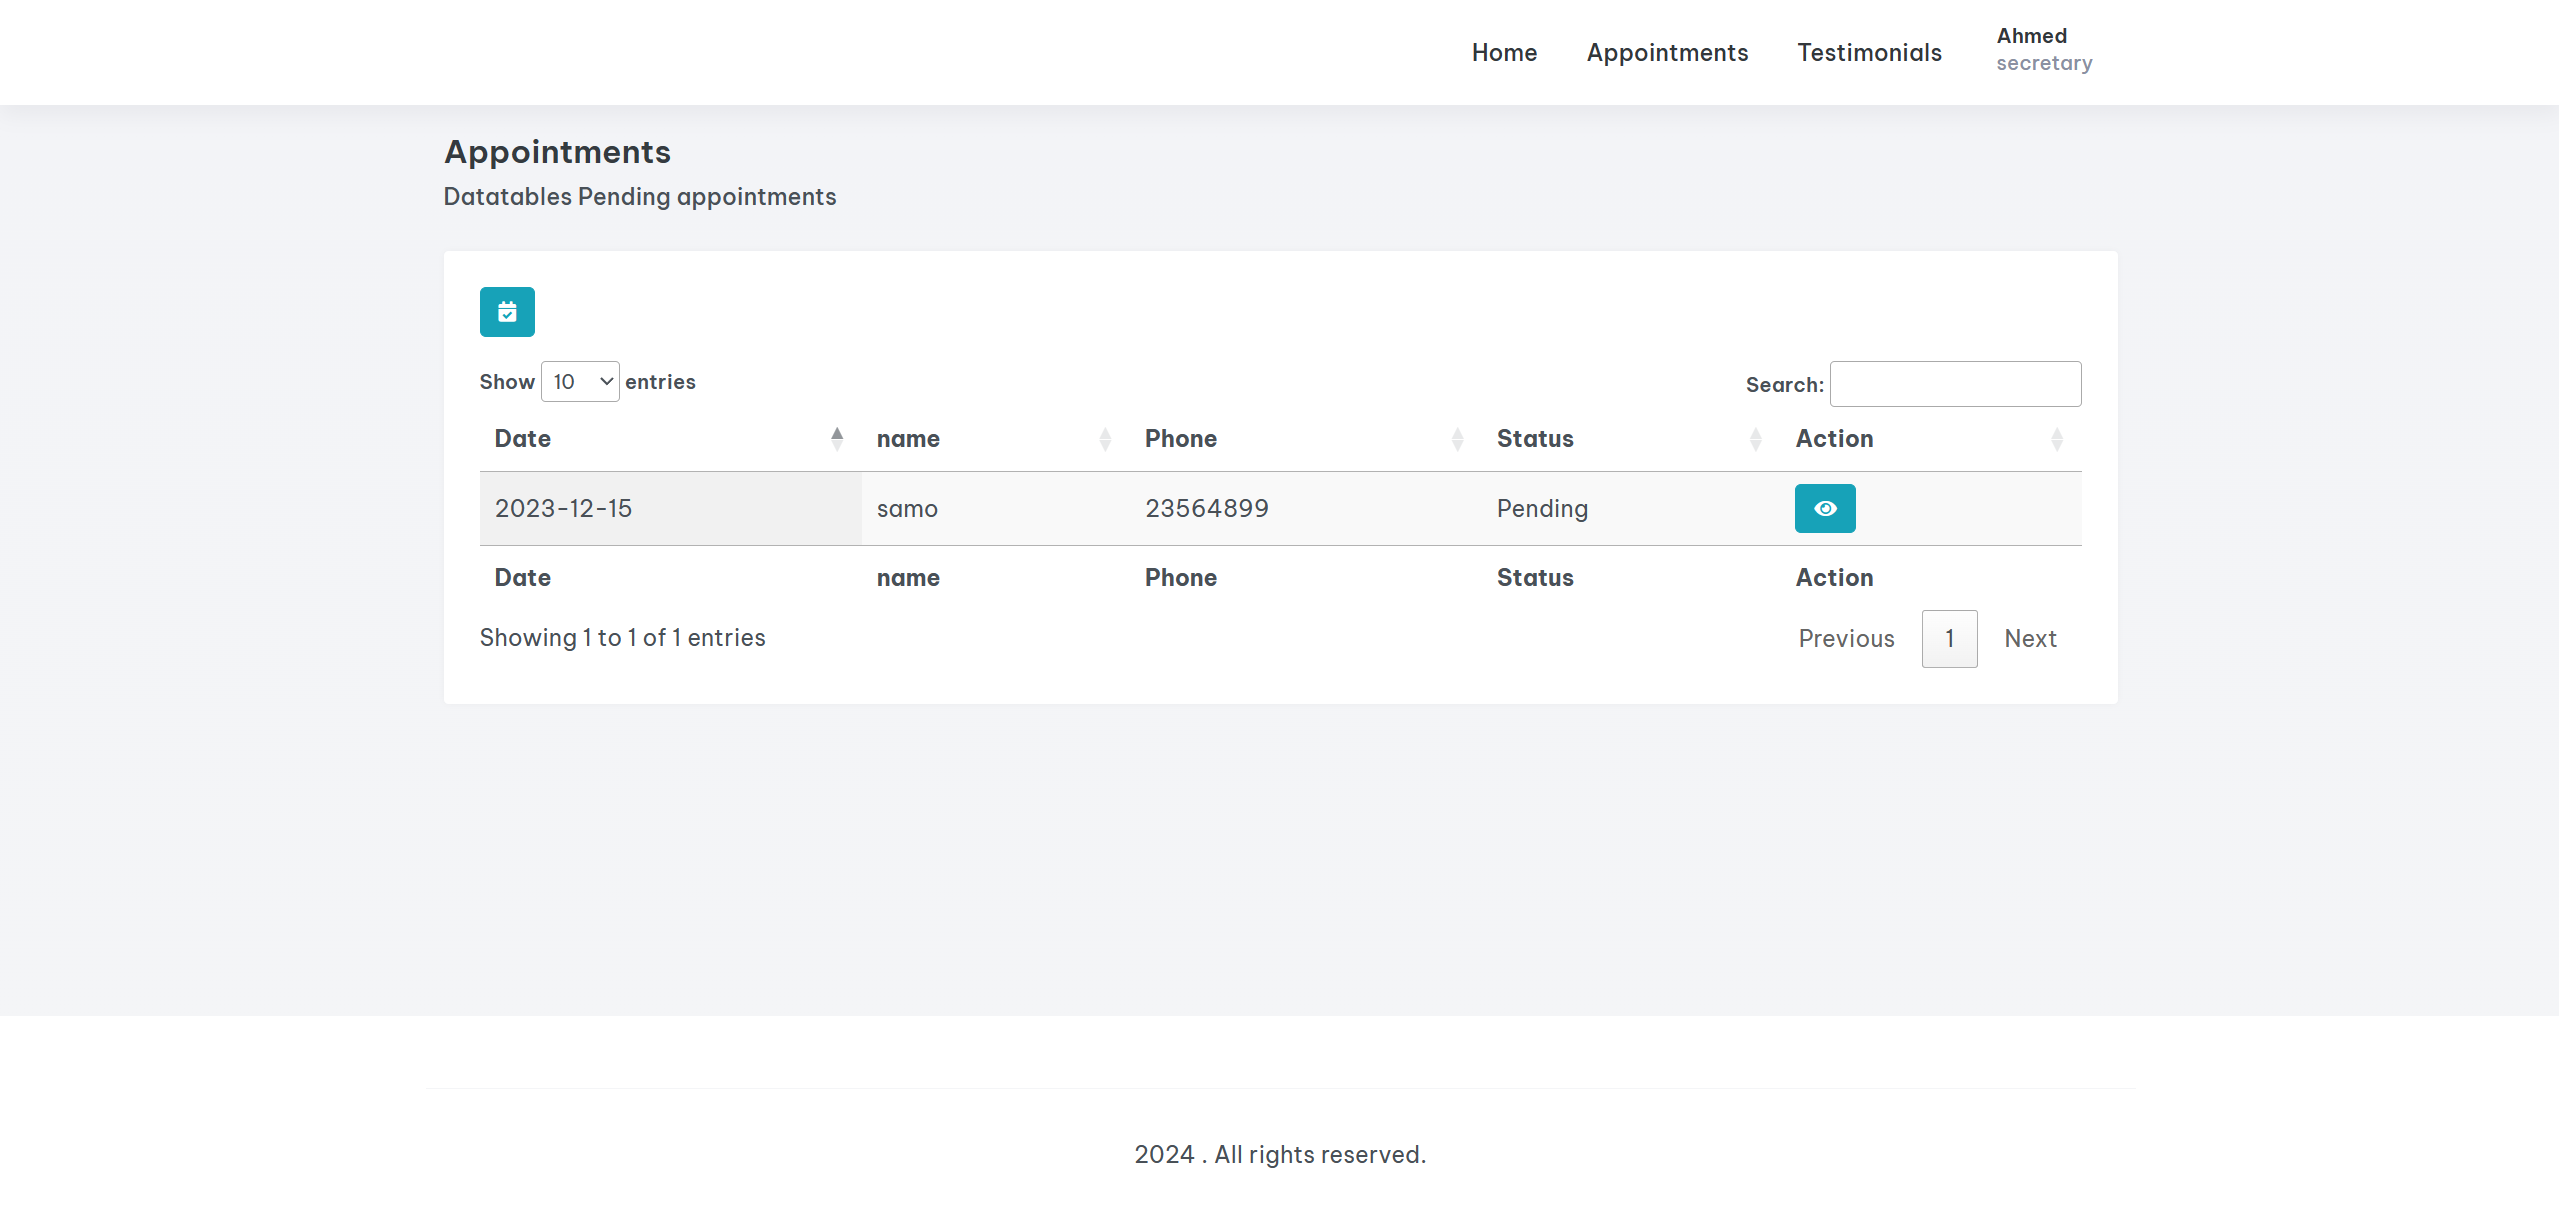 Home Appointments Testimonials Ahmed
secretary
Appointments
Datatables Pending appointments
Show 10 entries Search:
Date name Phone Status Action
2023-12-15 samo 23564899 Pending
Date name Phone Status Action
Showing 1 to 1 of 1 entries Previous 1 Next
2024 . All rights reserved.